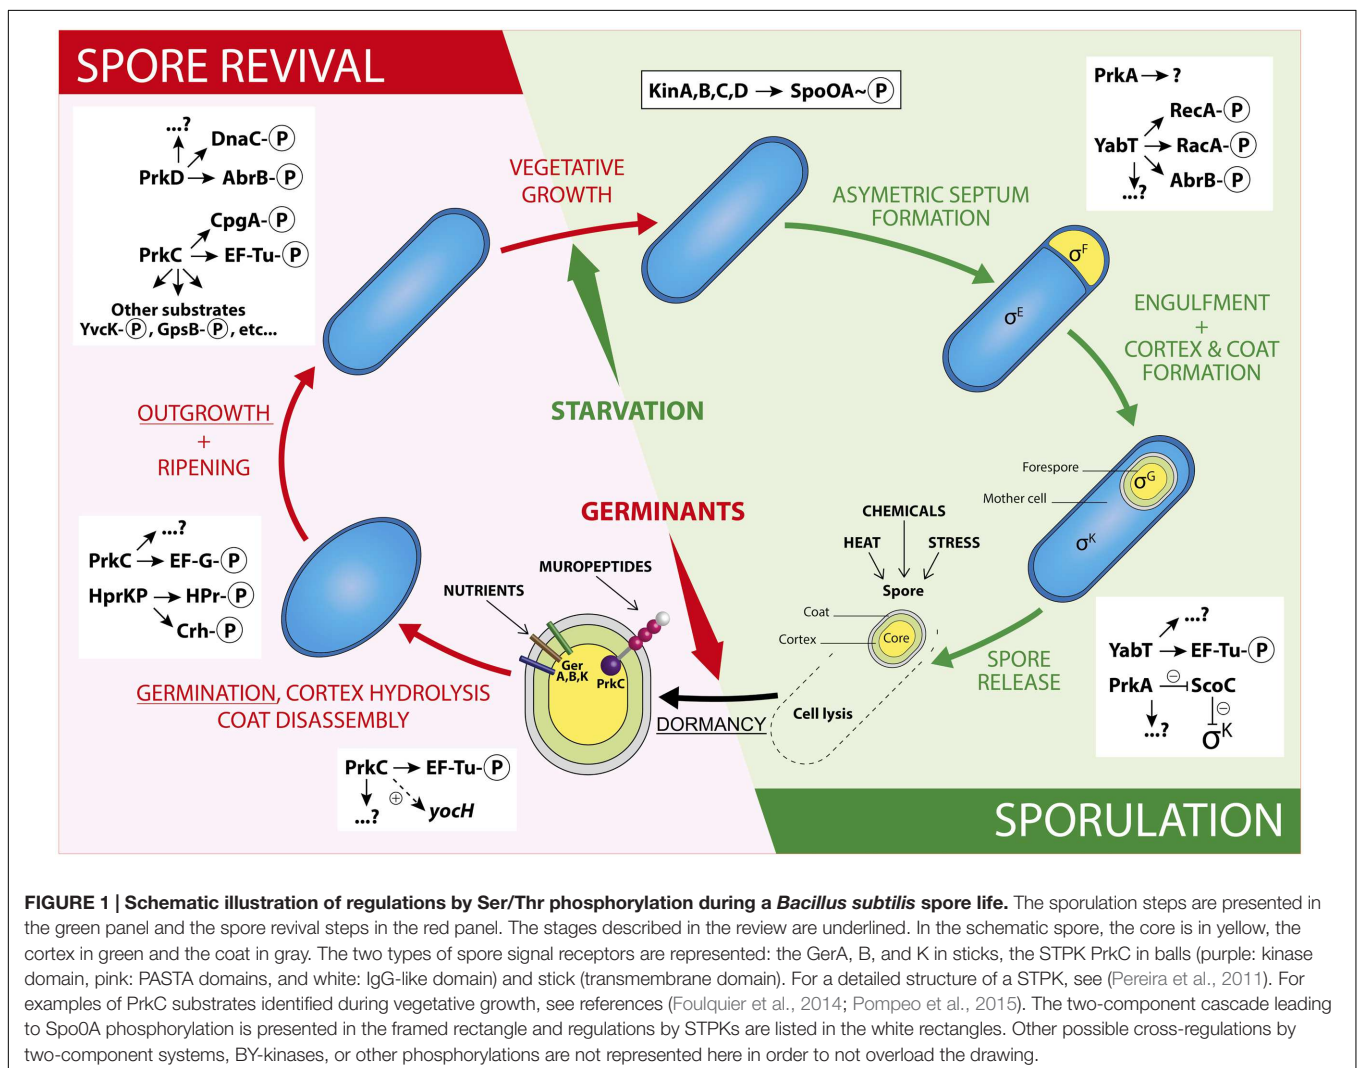 SPORE REVIVAL
...?
DnaC-P
PrkD → AbrB-P
CpgA-P
PrkC → EF-Tu-P
Other substrates
YvcK-P, GpsB-P, etc...
VEGETATIVE
GROWTH
KinA,B,C,D → SpoOA~P
ASYMETRIC SEPTUM
FORMATION
PrkA → ?
RecA-P
YabT → RacA-P
AbrB-P
...?
σF
σE
ENGULFMENT
+
CORTEX & COAT
FORMATION
STARVATION
OUTGROWTH
+
RIPENING
Forespore
Mother cell
σG
σK
GERMINANTS
CHEMICALS
HEAT
STRESS
Spore
Coat
Cortex
Core
Cell lysis
SPORE
RELEASE
...?
YabT → EF-Tu-P
PrkA ⊖ ScoC
...?
⊖
σK
...?
PrkC → EF-G-P
HprKP → HPr-P
Crh-P
NUTRIENTS
MUROPEPTIDES
Ger
A,B,K
PrkC
DORMANCY
GERMINATION, CORTEX HYDROLYSIS
COAT DISASSEMBLY
PrkC → EF-Tu-P
⊕
...?
yocH
SPORULATION
FIGURE 1 | Schematic illustration of regulations by Ser/Thr phosphorylation during a Bacillus subtilis spore life. The sporulation steps are presented in
the green panel and the spore revival steps in the red panel. The stages described in the review are underlined. In the schematic spore, the core is in yellow, the
cortex in green and the coat in gray. The two types of spore signal receptors are represented: the GerA, B, and K in sticks, the STPK PrkC in balls (purple: kinase
domain, pink: PASTA domains, and white: IgG-like domain) and stick (transmembrane domain). For a detailed structure of a STPK, see (Pereira et al., 2011). For
examples of PrkC substrates identified during vegetative growth, see references (Foulquier et al., 2014; Pompeo et al., 2015). The two-component cascade leading
to Spo0A phosphorylation is presented in the framed rectangle and regulations by STPKs are listed in the white rectangles. Other possible cross-regulations by
two-component systems, BY-kinases, or other phosphorylations are not represented here in order to not overload the drawing.